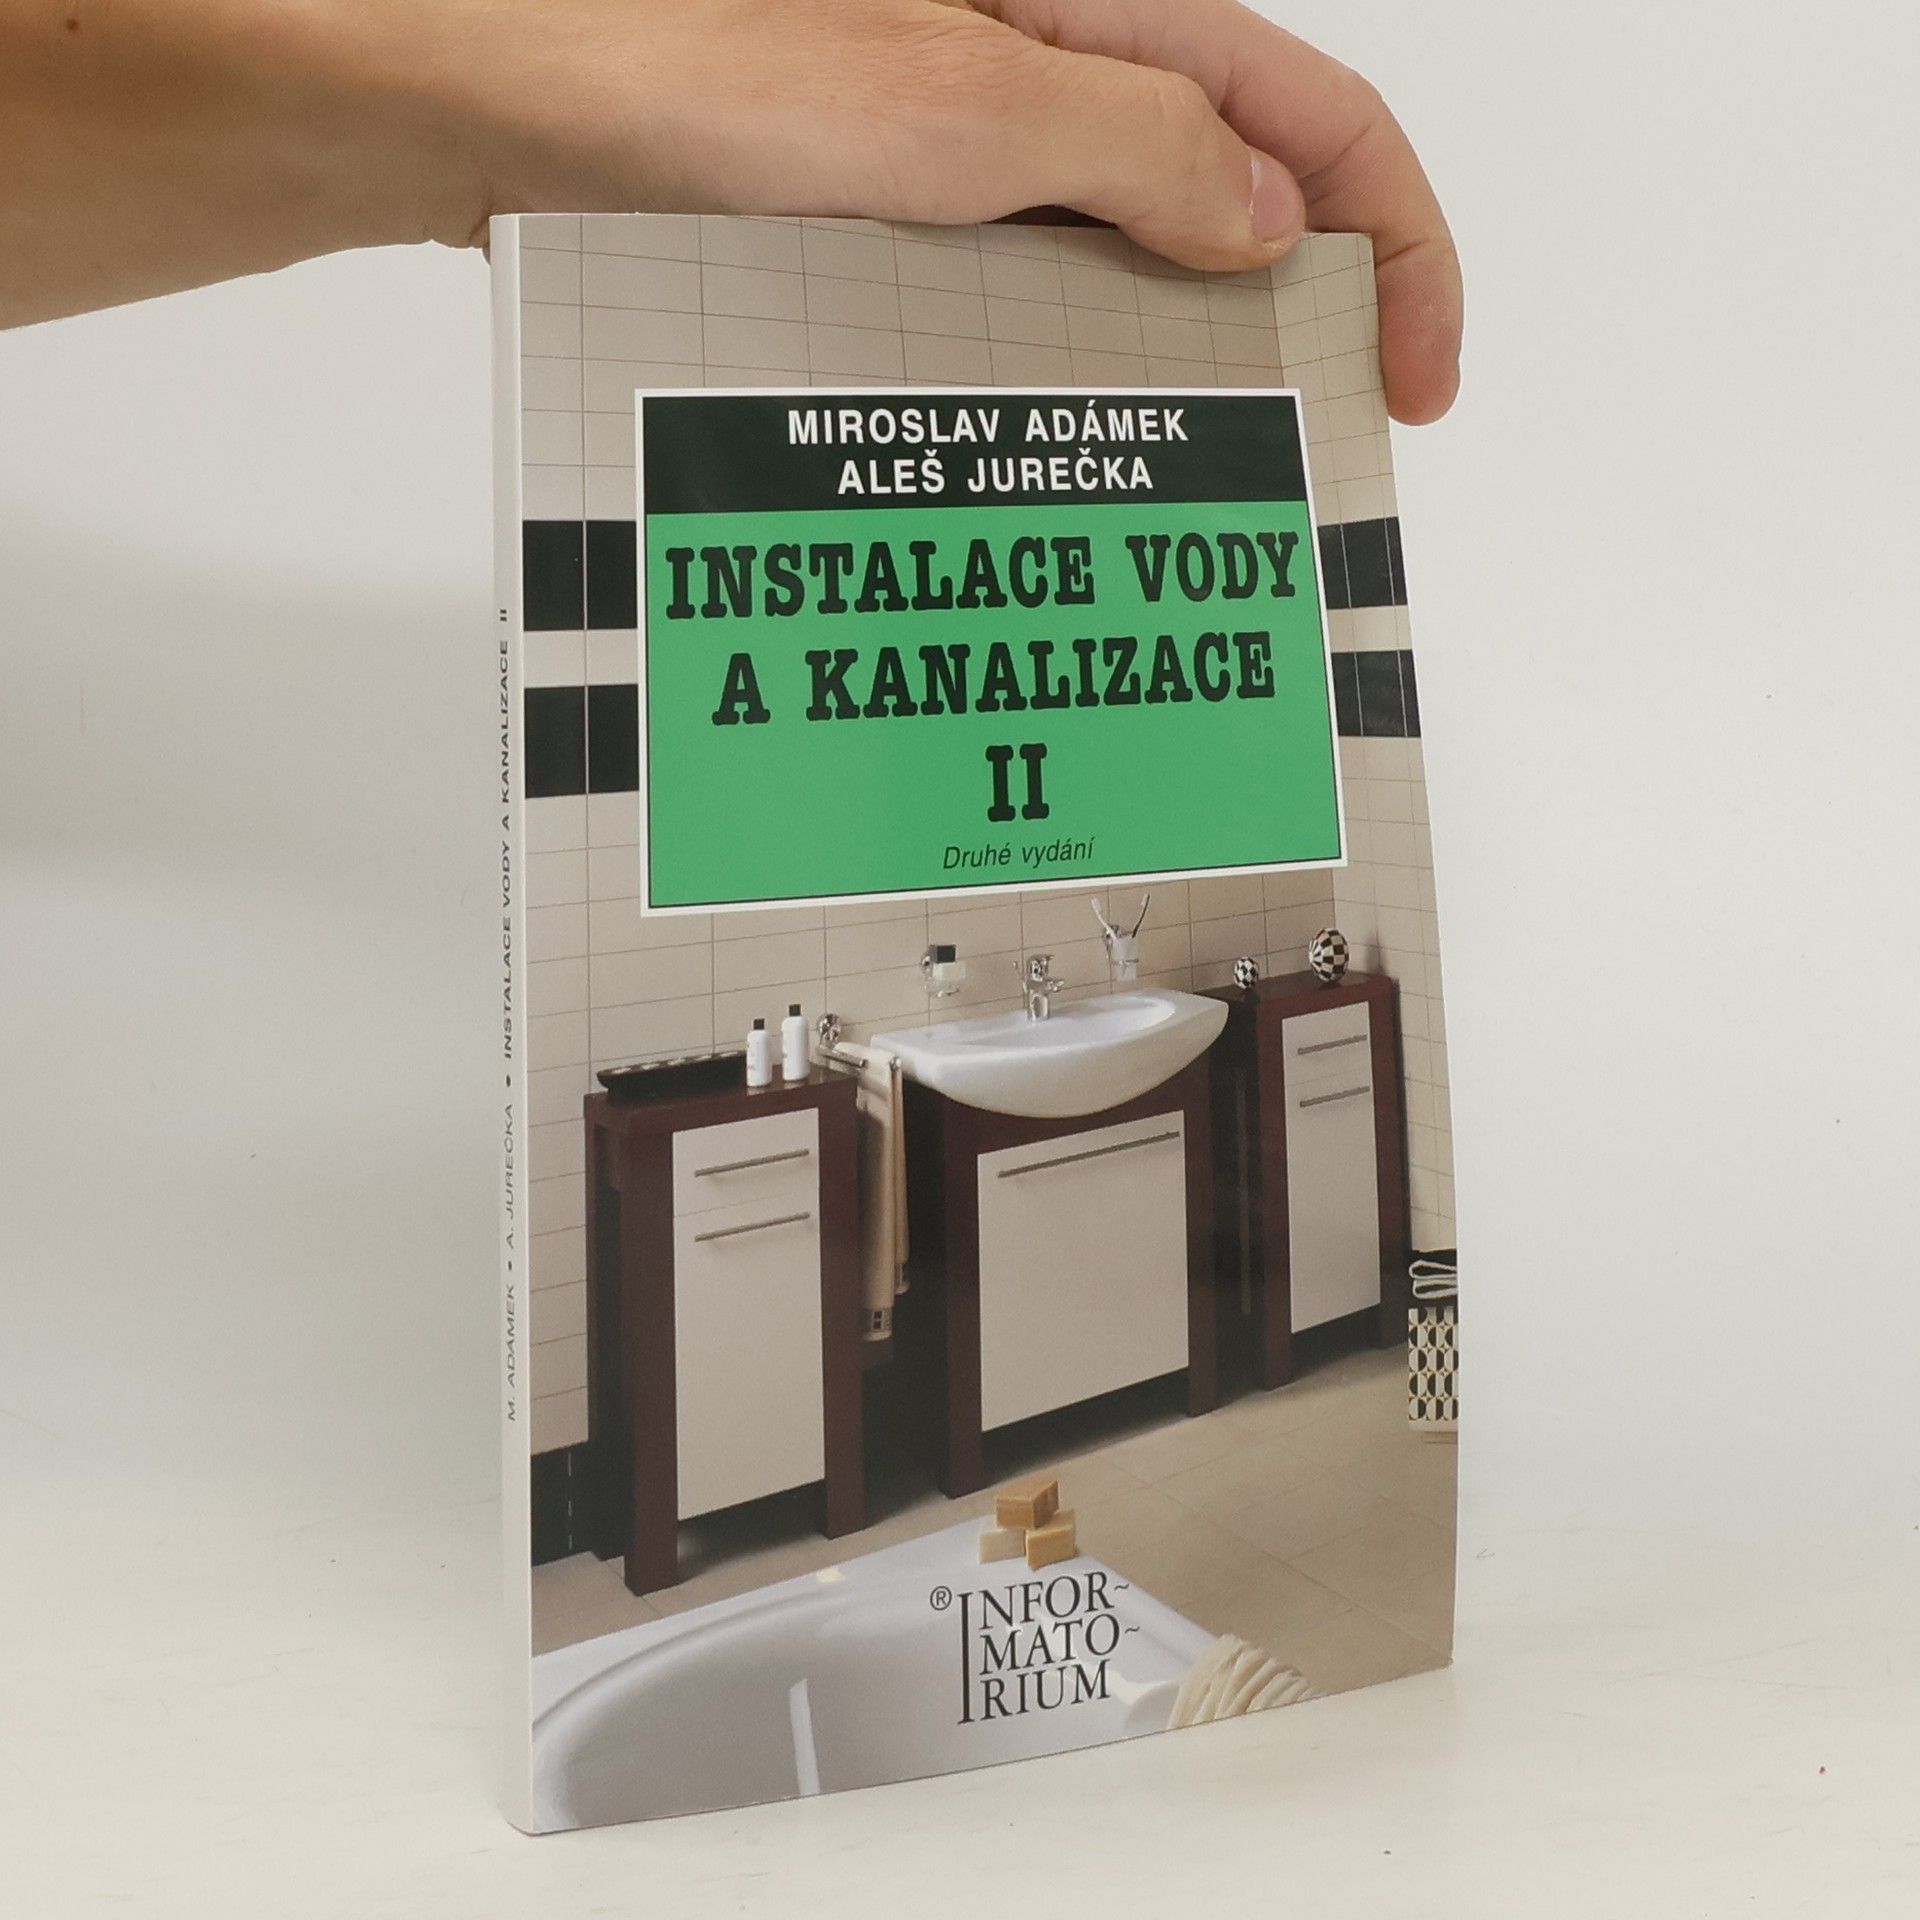 MIROSLAV ADÁMEK
ALEŠ JUREČKA
INSTALACE VODY
A KANALIZACE
II
Druhé vydání
® INFOR~
MATO~
RIUM
M. ADÁMEK • A. JUREČKA • INSTALACE VODY A KANALIZACE II